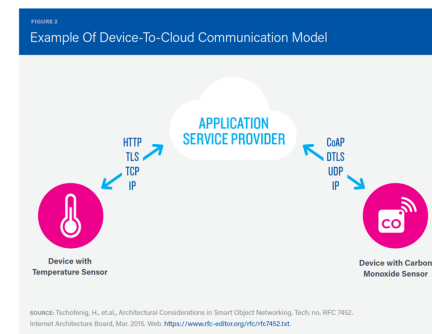 FIGURE 2
Example Of Device-To-Cloud Communication Model
APPLICATION
SERVICE PROVIDER
HTTP
TLS
TCP
IP
CoAP
DTLS
UDP
IP
CO
Device with
Temperature Sensor
Device with Carbon
Monoxide Sensor
SOURCE: Tschofenig, H., et.al., Architectural Considerations in Smart Object Networking. Tech. no. RFC 7452.
Internet Architecture Board, Mar. 2015. Web. https://www.rfc-editor.org/rfc/rfc7452.txt.